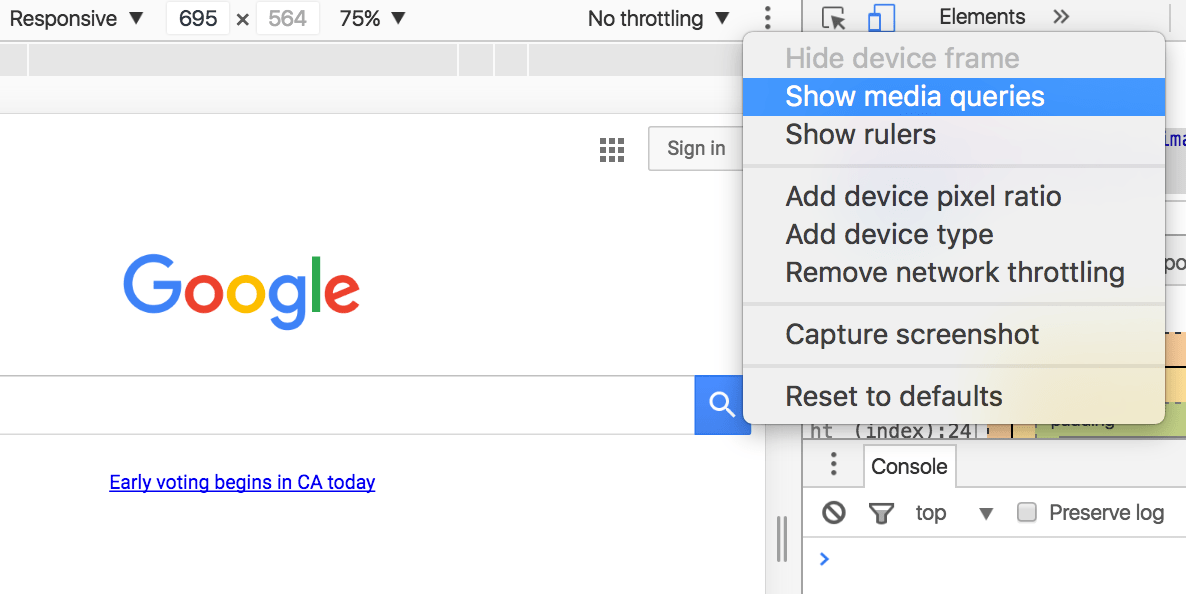 Responsive ▼ 695 × 564 75% ▼ No throttling ▼ Elements »
Hide device frame
Show media queries
Show rulers
Add device pixel ratio
Add device type
Remove network throttling
Capture screenshot
Reset to defaults
Sign in
Google
Early voting begins in CA today
ht (index):24
padding
Console
top ▼ Preserve log